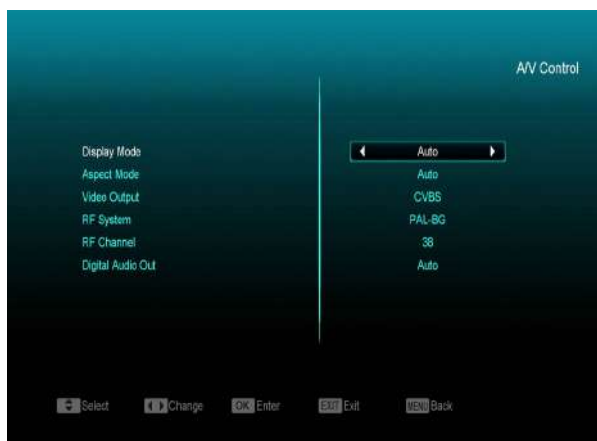 A/V Control
Display Mode Auto
Aspect Mode Auto
Video Output CVBS
RF System PAL-BG
RF Channel 38
Digital Audio Out Auto
Select Change OK Enter EXIT Exit MENU Back